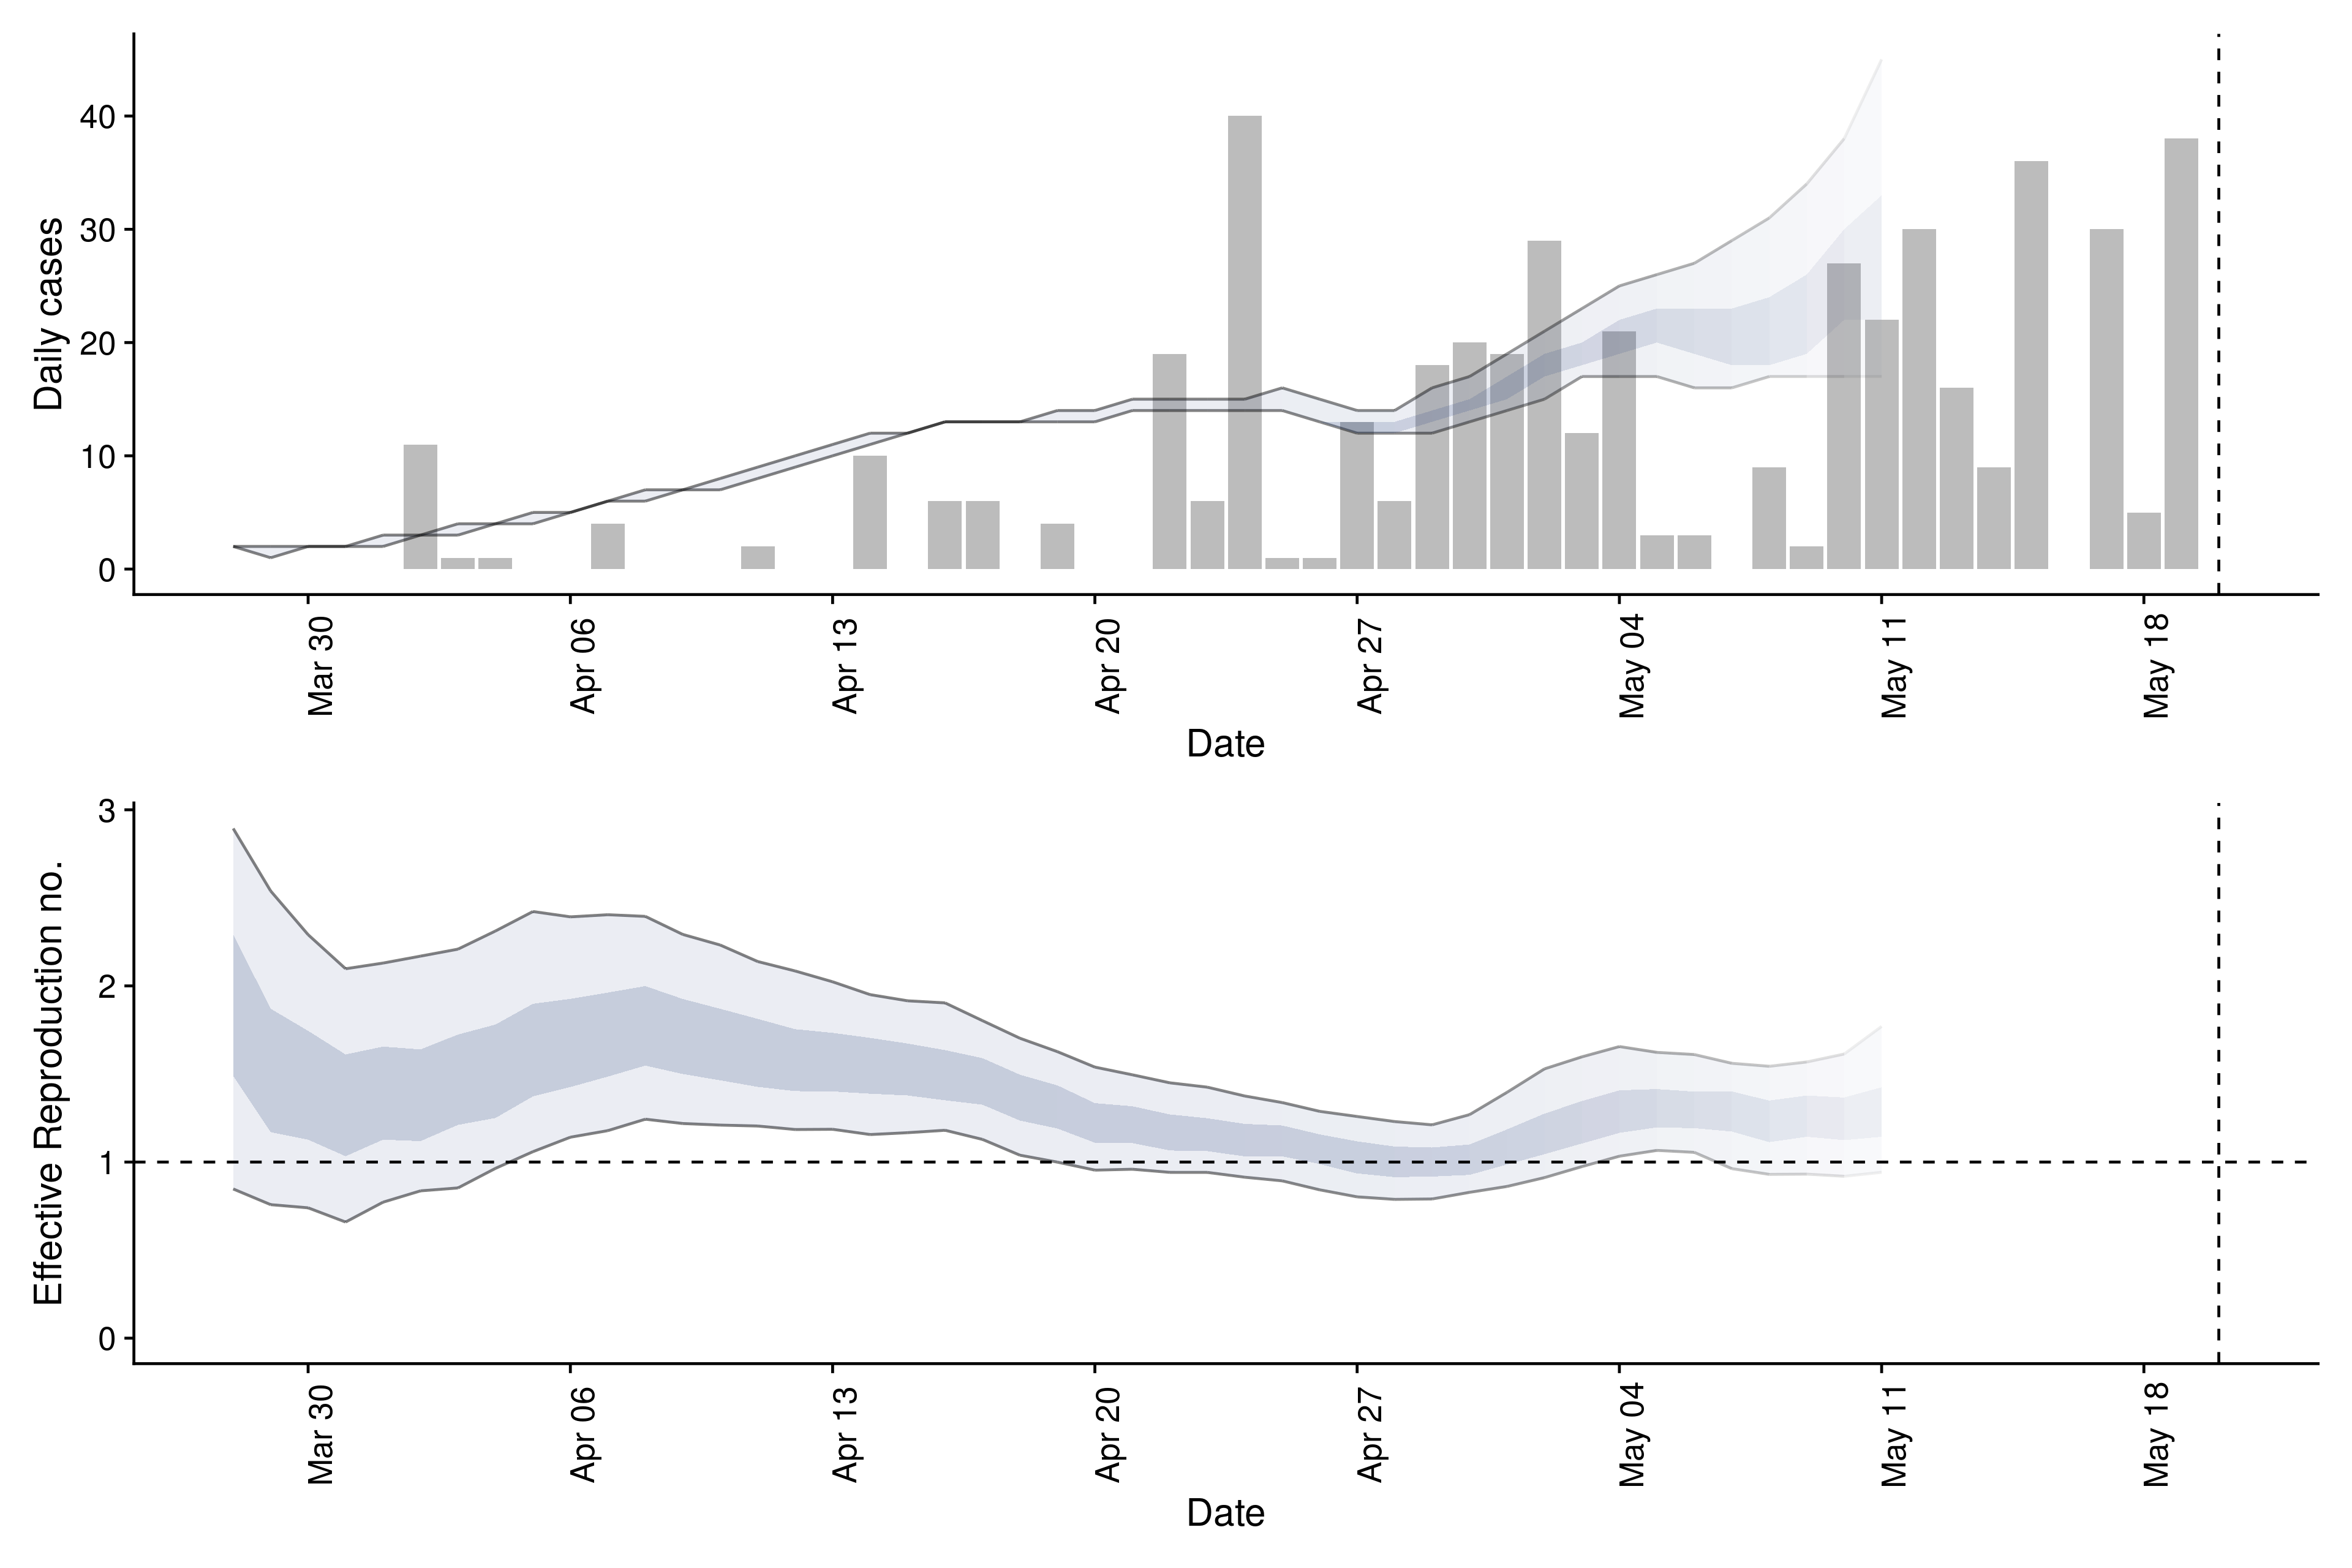 Daily cases
40
30
20
10
0
Mar 30
Apr 06
Apr 13
Apr 20
Apr 27
May 04
May 11
May 18
Date
Effective Reproduction no.
3
2
1
0
Mar 30
Apr 06
Apr 13
Apr 20
Apr 27
May 04
May 11
May 18
Date